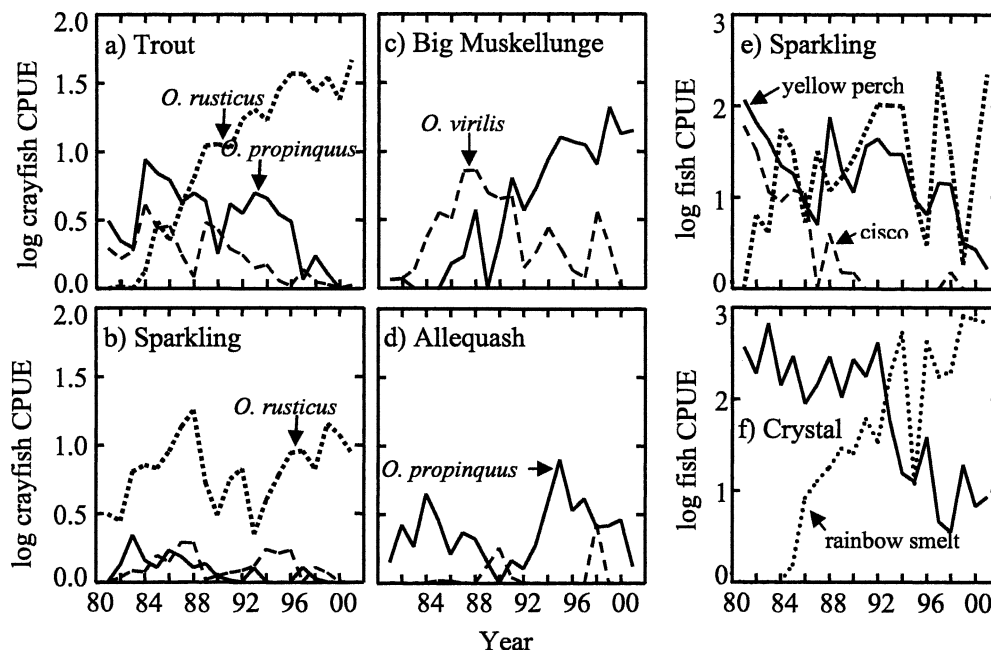 log crayfish CPUE
2.0
1.5
1.0
0.5
0.0
a) Trout
O. rusticus
O. propinquus
c) Big Muskellunge
O. virilis
log fish CPUE
3
2
1
0
e) Sparkling
yellow perch
cisco
log crayfish CPUE
2.0
1.5
1.0
0.5
0.0
b) Sparkling
O. rusticus
80 84 88 92 96 00
d) Allequash
O. propinquus
84 88 92 96 00
log fish CPUE
3
2
1
0
f) Crystal
rainbow smelt
80 84 88 92 96 00
Year